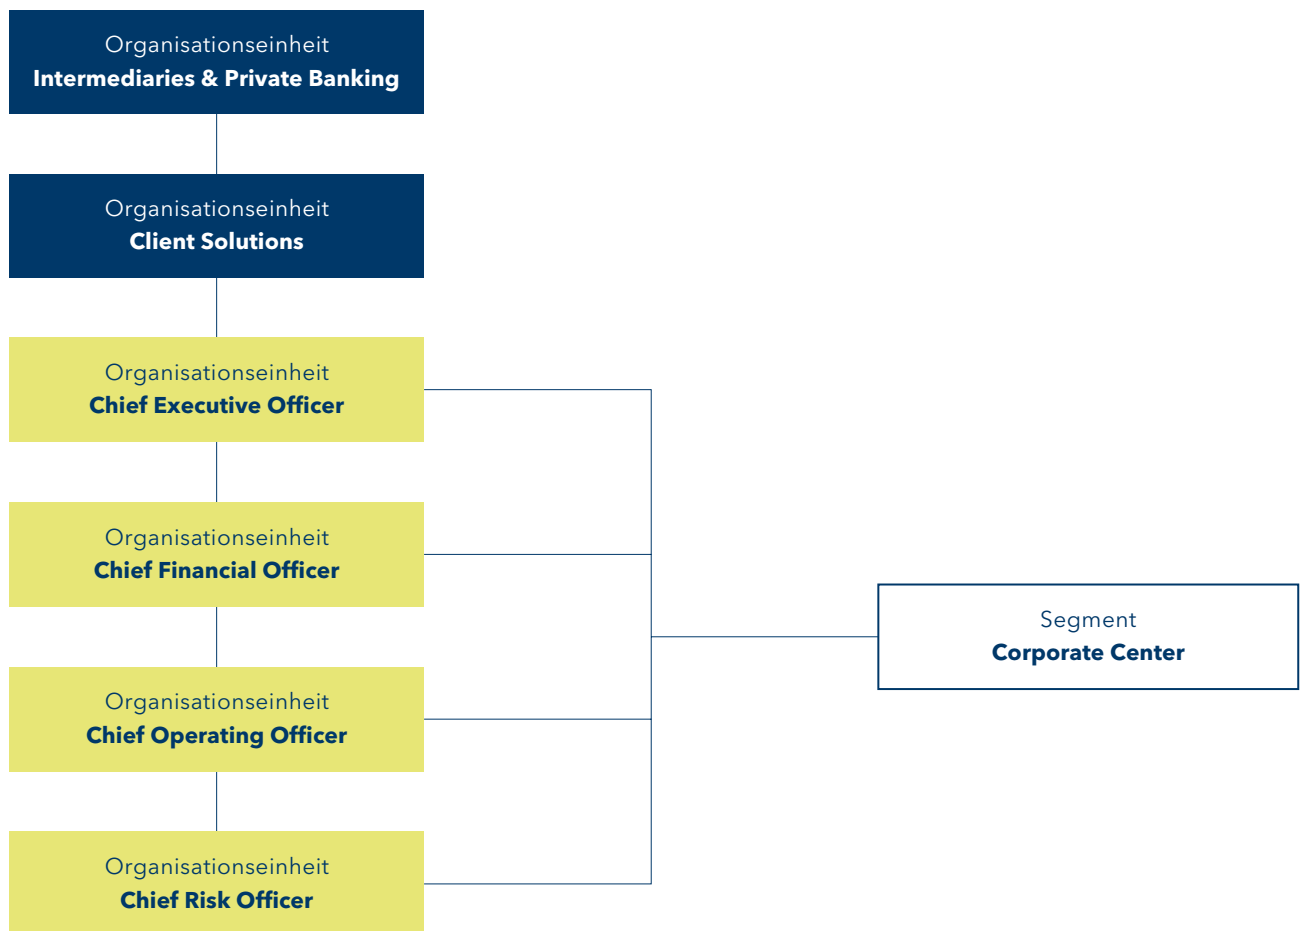 Organisationseinheit
Intermediaries & Private Banking
Organisationseinheit
Client Solutions
Organisationseinheit
Chief Executive Officer
Organisationseinheit
Chief Financial Officer
Organisationseinheit
Chief Operating Officer
Organisationseinheit
Chief Risk Officer
Segment
Corporate Center